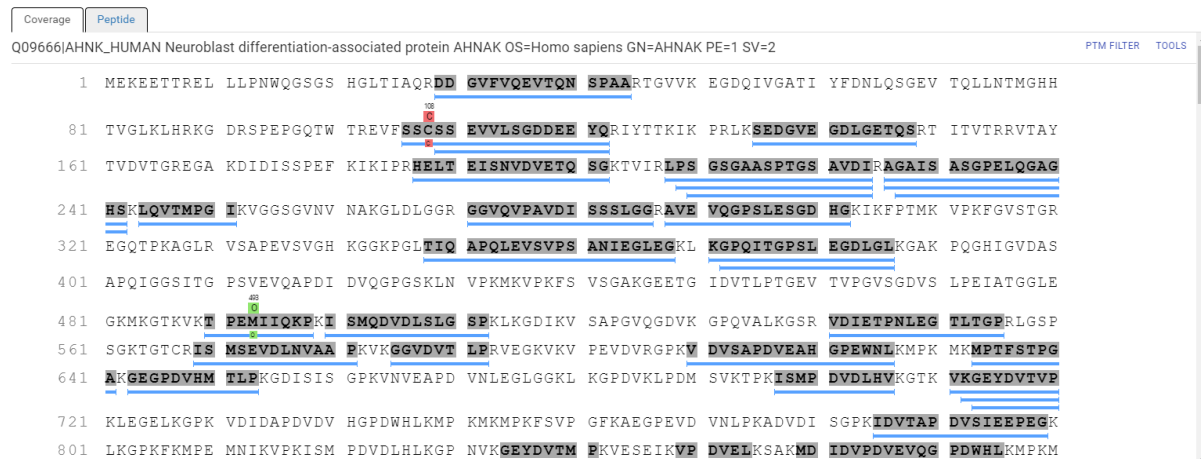 Coverage
Peptide
Q09666|AHNK_HUMAN Neuroblast differentiation-associated protein AHNAK OS=Homo sapiens GN=AHNAK PE=1 SV=2
PTM FILTER TOOLS
1 MEKEETTREL LLPNWQGSGS HGLTIAQRDD GVFVQEVTQN SPAARTGVVK EGDQIVGATI YFDNLQSGEV TQLLNTMGHH
108
C
81 TVGLKLHRKG DRSPEPGQTW TREVFSSCSS EVVLSGDDEE YQRIYTTKIK PRLKSEDGVE GDLGETQSRT ITVTRRVTAY
161 TVDVTGREGA KDIDISSPEF KIKIPRHELT EISNVDVETQ SGKTVIRLPS GSGAASPTGS AVDIRAGAIS ASGPELQGAG
241 HSKLQVTMPG IKVGGSGVNV NAKGLDLGGR GGVQVPAVDI SSSLGGRAVE VQGPSLESGD HGKIKFPTMK VPKFGVSTGR
321 EGQTPKAGLR VSAPEVSVGH KGGKPGLTIQ APQLEVSVPS ANIEGLEGKL KGPQITGPSL EGDLGLKGAK PQGHIGVDAS
401 APQIGGSITG PSVEVQAPDI DVQGPGSKLN VPKMKVPKFS VSGAKGEETG IDVTLPTGEV TVPGVSGDVS LPEIATGGLE
493
O
481 GKMKGTKVKT PEMIIQKPKI SMQDVDLSLG SPKLKGDIKV SAPGVQGDVK GPQVALKGSR VDIETPNLEG TLTGPRLGSP
561 SGKTGTCRIS MSEVDLNVAA PKVKGGVDVT LPRVEGKVKV PEVDVRGPKV DVSAPDVEAH GPEWNLKMPK MKMPTFSTPG
641 AKGEGPDVHM TLPKGDISIS GPKVNVEAPD VNLEGLGGKL KGPDVKLPDM SVKTPKISMP DVDLHVKGTK VKGEYDVTVP
721 KLEGELKGPK VDIDAPDVDV HGPDWHLKMP KMKMPKFSVP GFKAEGPEVD VNLPKADVDI SGPKIDVTAP DVSIEEPEGK
801 LKGPKFKMPE MNIKVPKISM PDVDLHLKGP NVKGEYDVTM PKVESEIKVP DVELKSAKMD IDVPDVEVQG PDWHLKMPKM